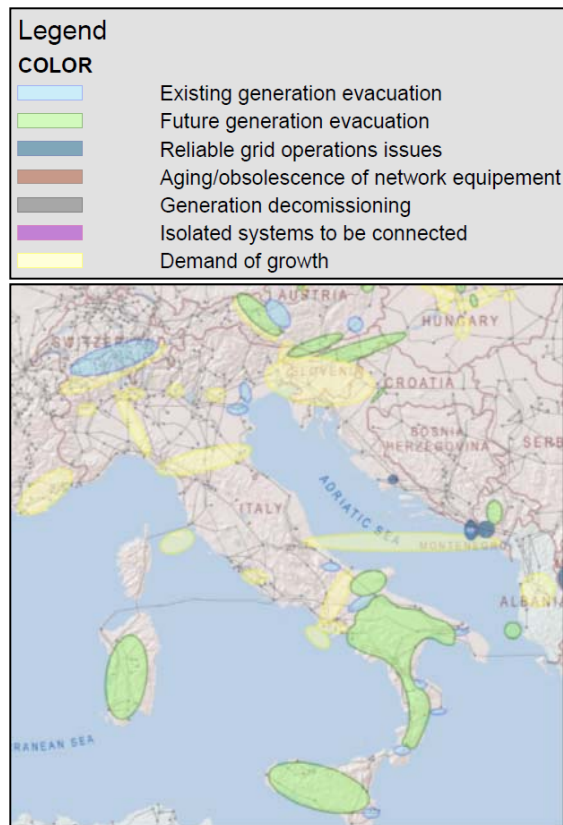 Legend
COLOR
Existing generation evacuation
Future generation evacuation
Reliable grid operations issues
Aging/obsolescence of network equipement
Generation decomissioning
Isolated systems to be connected
Demand of growth
AUSTRIA
HUNGARY
SWITZERLAND
SLOVENIA
CROATIA
BOSNIA
HERZEGOVINA
SERB
ITALY
ADRIATIC SEA
MONTENEGRO
ALBANIA
RRANEAN SEA